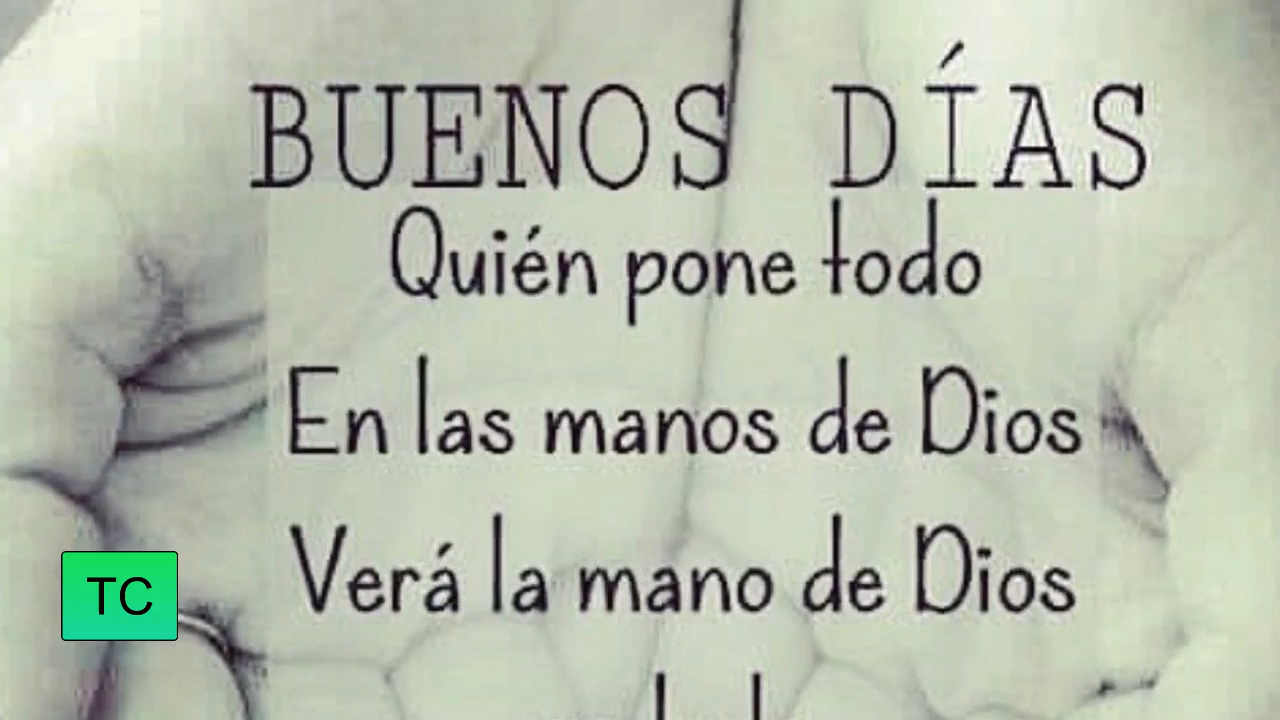 BUENOS DÍAS
Quién pone todo
En las manos de Dios
Verá la mano de Dios
TC